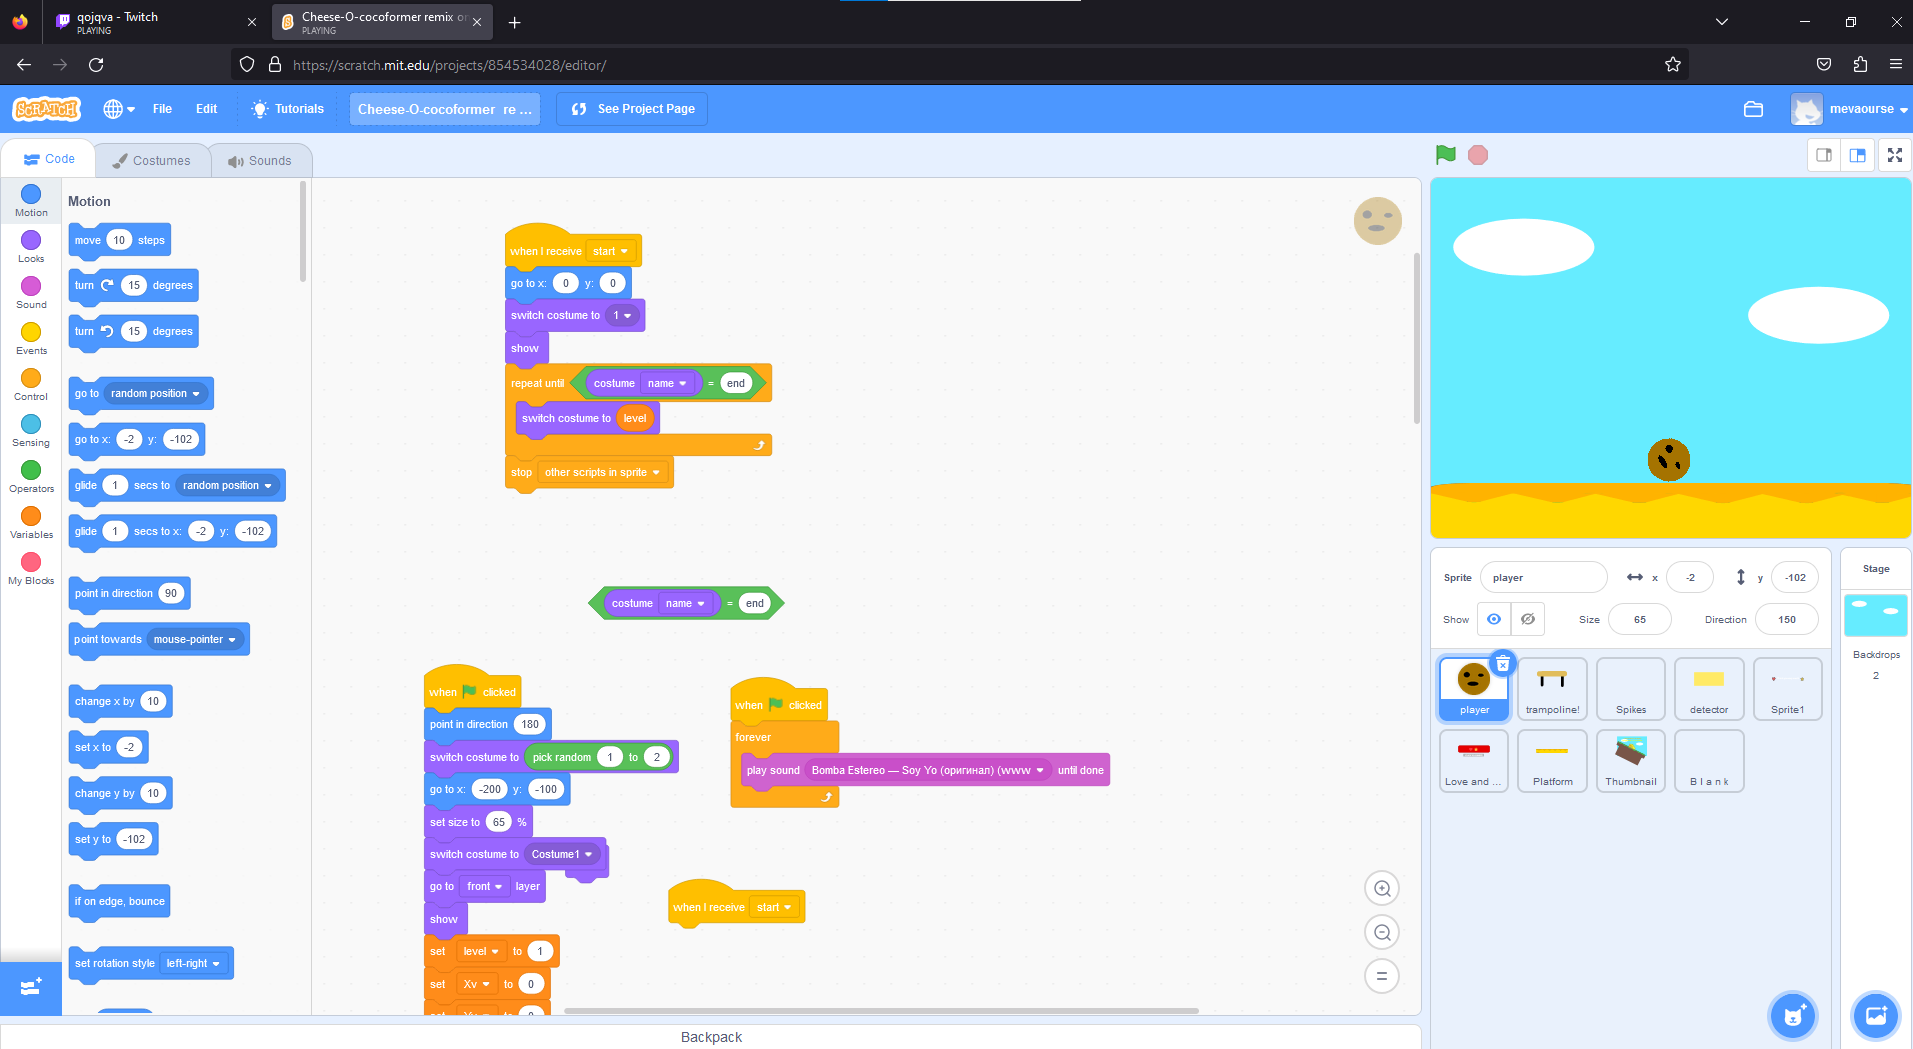 qojqva - Twitch
PLAYING
Cheese-O-cocoformer remix o
PLAYING
https://scratch.mit.edu/projects/854534028/editor/
SCRATCH
File
Edit
Tutorials
Cheese-O-cocoformer re ...
See Project Page
mevaourse
Code
Costumes
Sounds
Motion
Looks
Sound
Events
Control
Sensing
Operators
Variables
My Blocks
Motion
move 10 steps
turn 15 degrees
turn 15 degrees
go to random position
go to x: -2 y: -102
glide 1 secs to random position
glide 1 secs to x: -2 y: -102
point in direction 90
point towards mouse-pointer
change x by 10
set x to -2
change y by 10
set y to -102
if on edge, bounce
set rotation style left-right
when I receive start
go to x: 0 y: 0
switch costume to 1
show
repeat until costume name = end
switch costume to level
stop other scripts in sprite
costume name = end
when clicked
point in direction 180
switch costume to pick random 1 to 2
go to x: -200 y: -100
set size to 65 %
switch costume to Costume1
go to front layer
show
set level to 1
set Xv to 0
when clicked
forever
play sound Bomba Estereo — Soy Yo (оригинал) (www until done
when I receive start
Backpack
Sprite player x -2 y -102
Show Size 65 Direction 150
player
trampoline!
Spikes
detector
Sprite1
Love and ...
Platform
Thumbnail
B l a n k
Stage
Backdrops
2